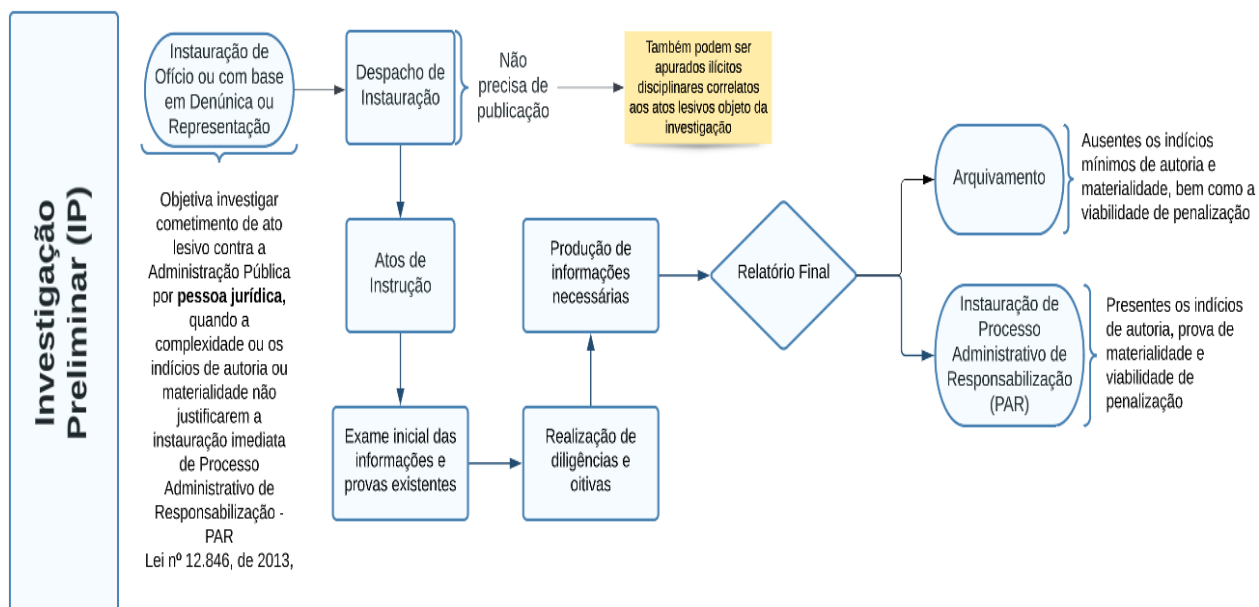 Investigação
Preliminar (IP)
Instauração de
Ofício ou com base
em Denúnica ou
Representação
Objetiva investigar
cometimento de ato
lesivo contra a
Administração Pública
por pessoa jurídica,
quando a
complexidade ou os
indícios de autoria ou
materialidade não
justificarem a
instauração imediata
de Processo
Administrativo de
Responsabilização -
PAR
Lei nº 12.846, de 2013,
Despacho de
Instauração
Não
precisa de
publicação
Também podem ser
apurados ilícitos
disciplinares correlatos
aos atos lesivos objeto da
investigação
Atos de
Instrução
Exame inicial das
informações e
provas existentes
Realização de
diligências e
oitivas
Produção de
informações
necessárias
Relatório Final
Arquivamento
Ausentes os indícios
mínimos de autoria e
materialidade, bem como a
viabilidade de penalização
Instauração de
Processo
Administrativo de
Responsabilização
(PAR)
Presentes os indícios
de autoria, prova de
materialidade e
viabilidade de
penalização